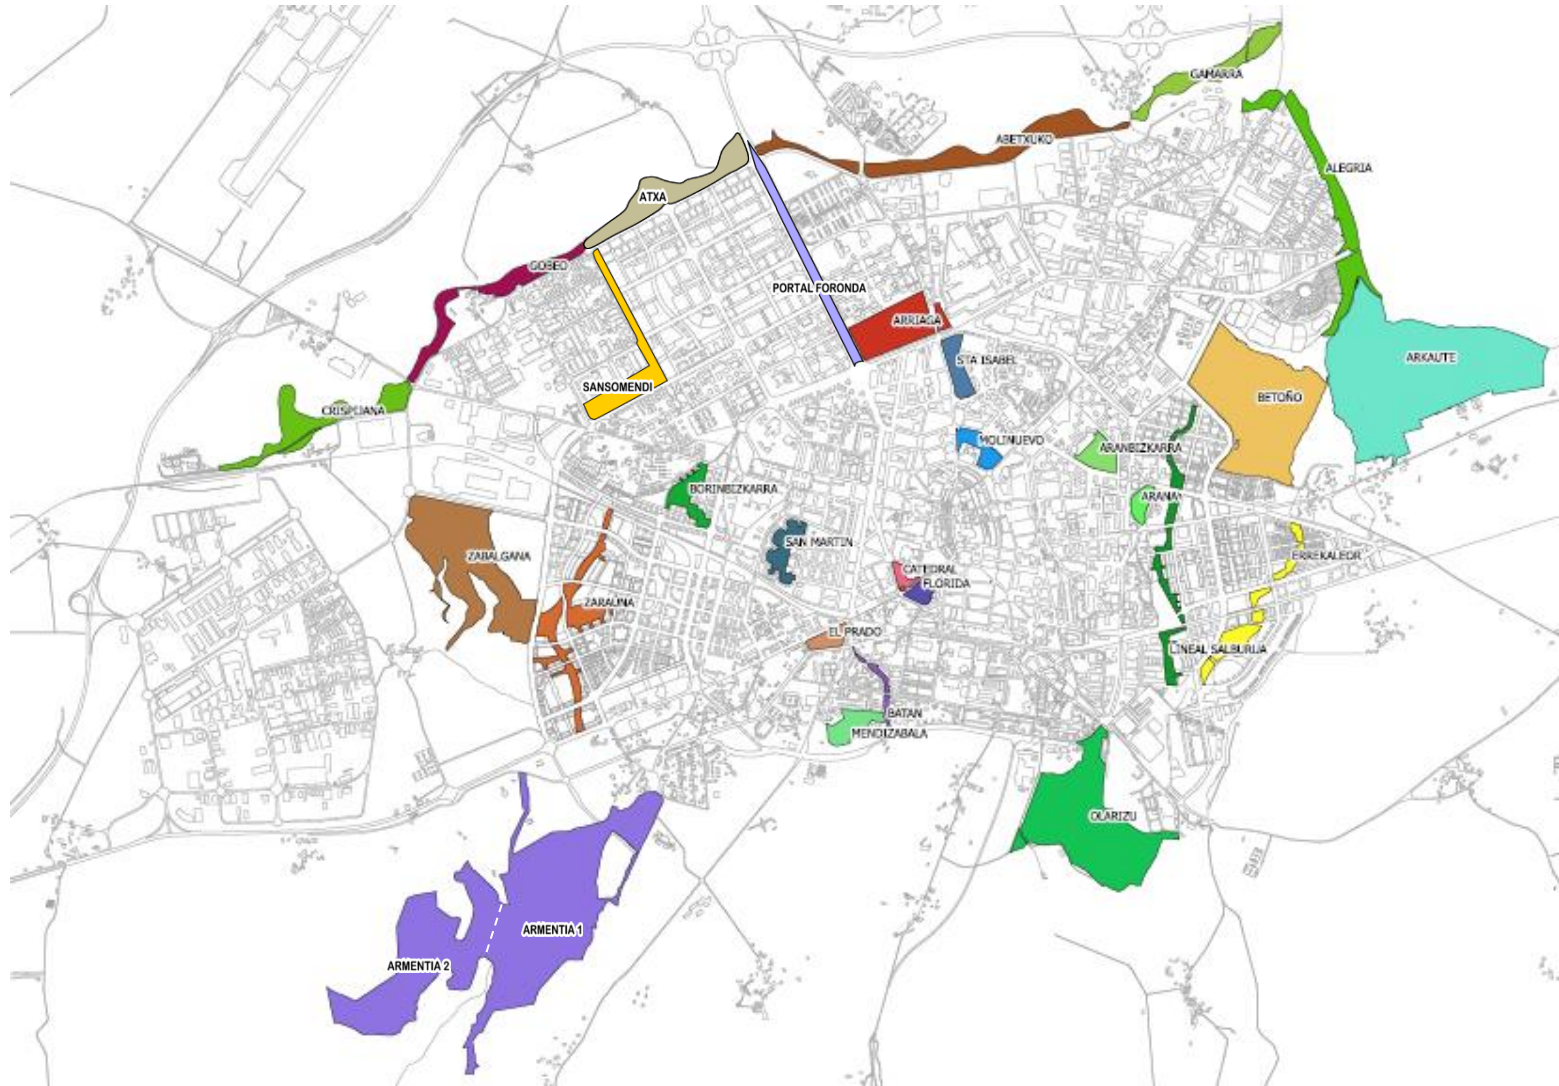 GAMARRA
ABETXUKO
ALEGRIA
ATXA
GOBEO
PORTAL FORONDA
ARRIAGA
STA ISABEL
ARKAUTE
SANSOMENDI
BETOÑO
CRISPIJANA
MOLINUEVO
ARANBIZKARRA
BORINBIZKARRA
ARANA
SAN MARTIN
ZABALGANA
ERREKALEOR
CATEDRAL
FLORIDA
ZARAUNA
EL PRADO
LINEAL SALBURUA
BATAN
MENDIZABALA
OLARIZU
ARMENTIA 1
ARMENTIA 2